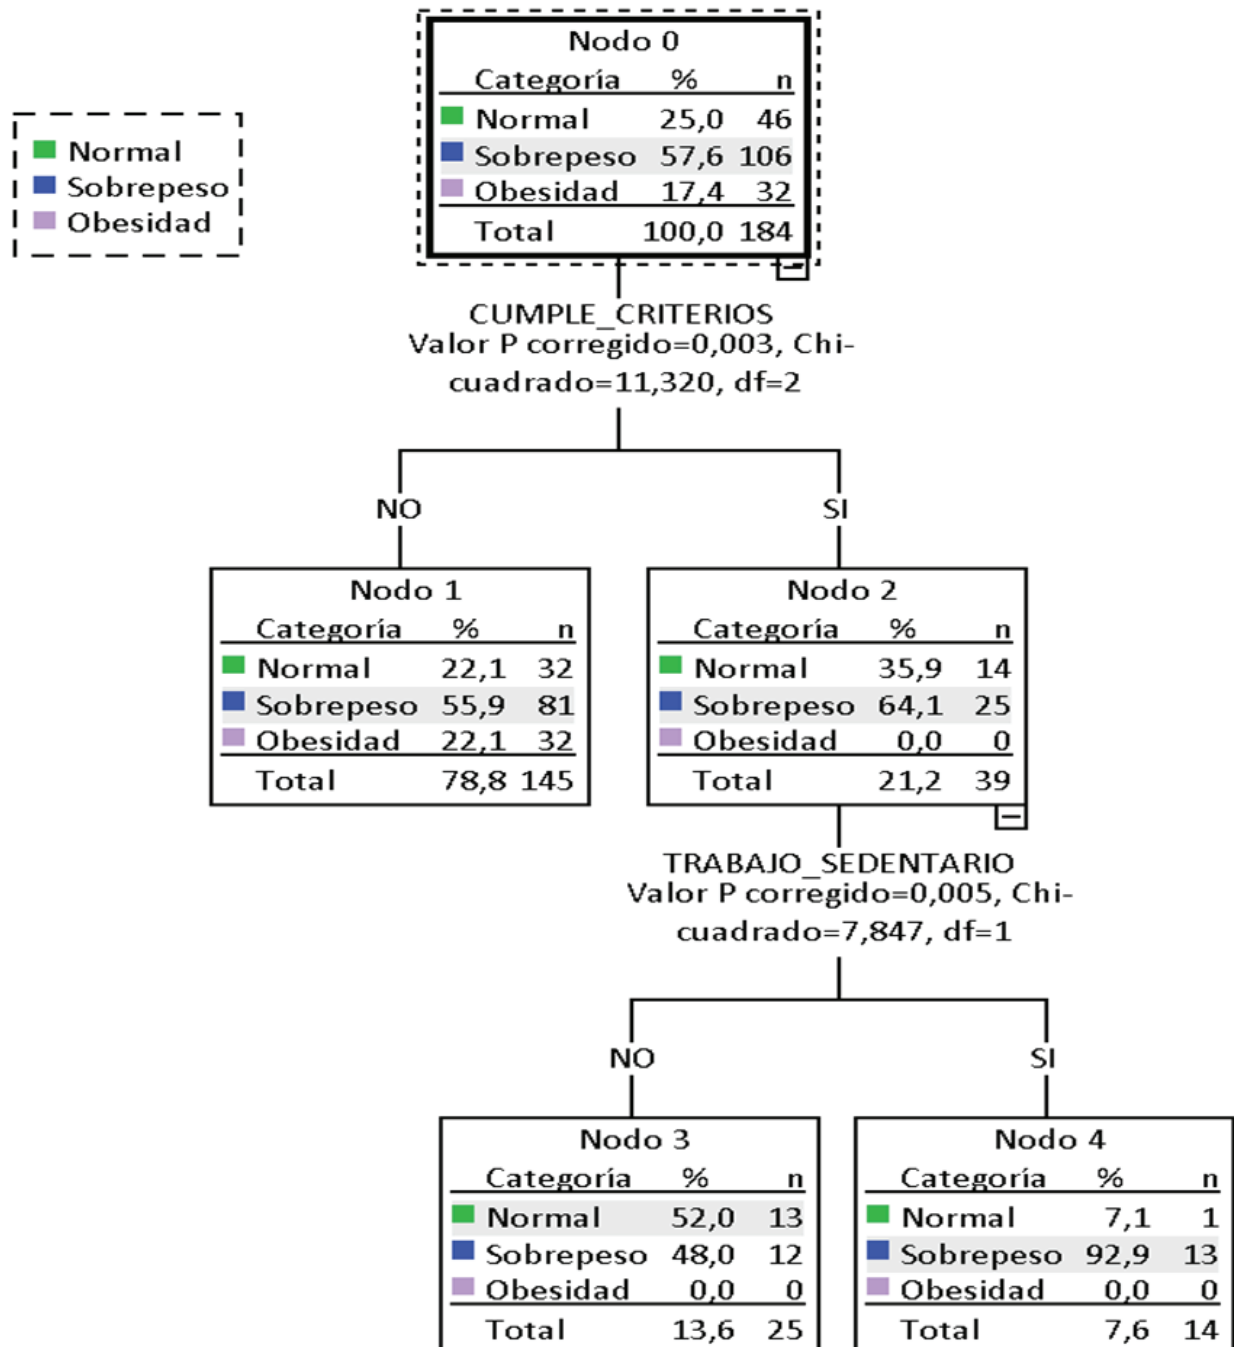 Nodo 0
Categoría % n
Normal 25,0 46
Sobrepeso 57,6 106
Obesidad 17,4 32
Total 100,0 184
Normal
Sobrepeso
Obesidad
CUMPLE_CRITERIOS
Valor P corregido=0,003, Chi-
cuadrado=11,320, df=2
NO
SI
Nodo 1
Categoría % n
Normal 22,1 32
Sobrepeso 55,9 81
Obesidad 22,1 32
Total 78,8 145
Nodo 2
Categoría % n
Normal 35,9 14
Sobrepeso 64,1 25
Obesidad 0,0 0
Total 21,2 39
TRABAJO_SEDENTARIO
Valor P corregido=0,005, Chi-
cuadrado=7,847, df=1
NO
SI
Nodo 3
Categoría % n
Normal 52,0 13
Sobrepeso 48,0 12
Obesidad 0,0 0
Total 13,6 25
Nodo 4
Categoría % n
Normal 7,1 1
Sobrepeso 92,9 13
Obesidad 0,0 0
Total 7,6 14